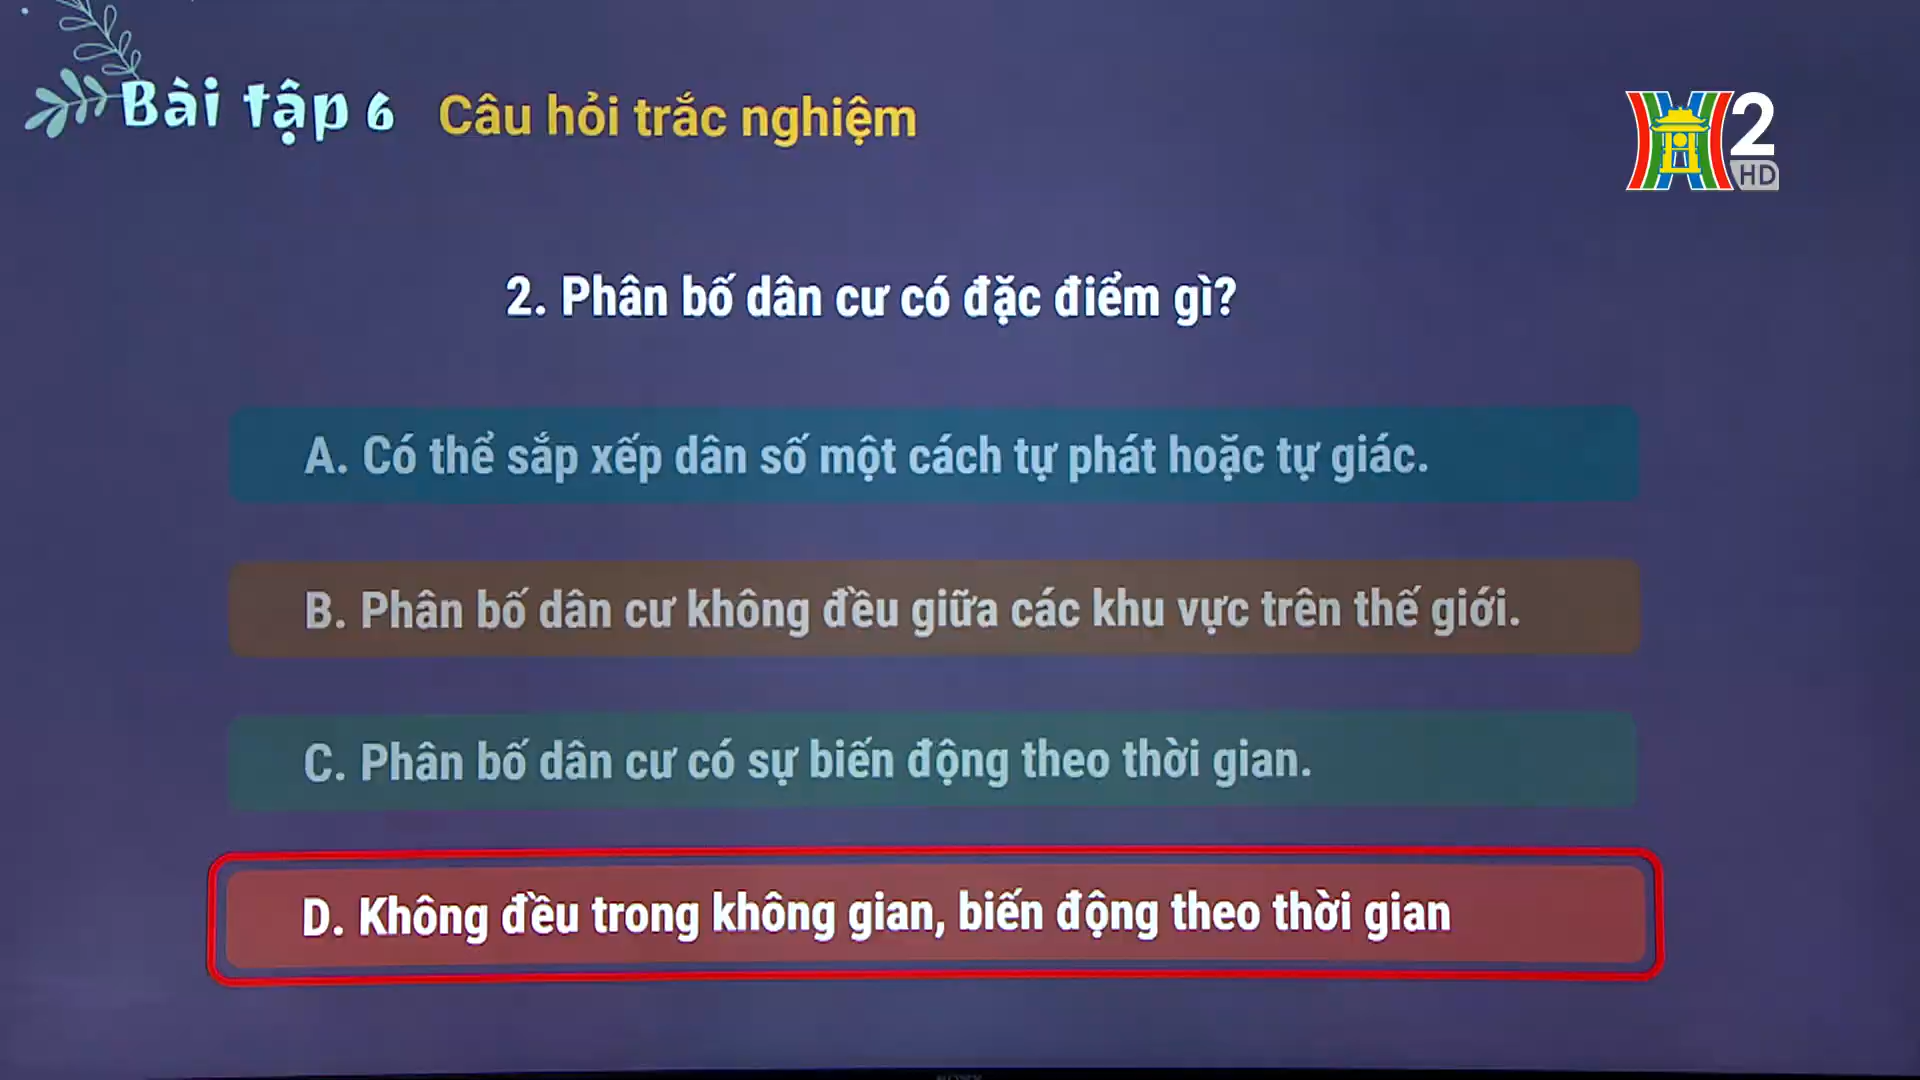 Bài tập 6 Câu hỏi trắc nghiệm
2
HD
2. Phân bố dân cư có đặc điểm gì?
A. Có thể sắp xếp dân số một cách tự phát hoặc tự giác.
B. Phân bố dân cư không đều giữa các khu vực trên thế giới.
C. Phân bố dân cư có sự biến động theo thời gian.
D. Không đều trong không gian, biến động theo thời gian